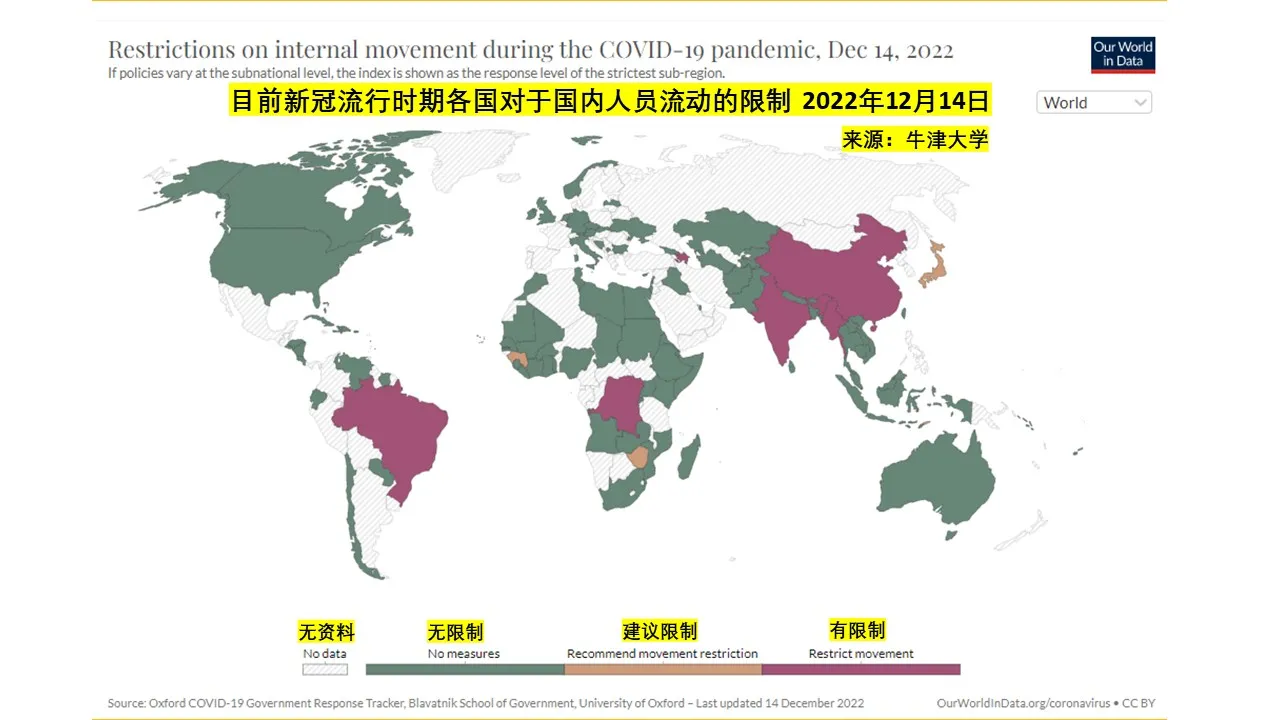 Restrictions on internal movement during the COVID-19 pandemic, Dec 14, 2022
Our World
in Data
If policies vary at the subnational level, the index is shown as the response level of the strictest sub-region.
目前新冠流行时期各国对于国内人员流动的限制 2022年12月14日
World
来源：牛津大学
无资料
无限制
建议限制
有限制
No data
No measures
Recommend movement restriction
Restrict movement
Source: Oxford COVID-19 Government Response Tracker, Blavatnik School of Government, University of Oxford – Last updated 14 December 2022
OurWorldInData.org/coronavirus • CC BY